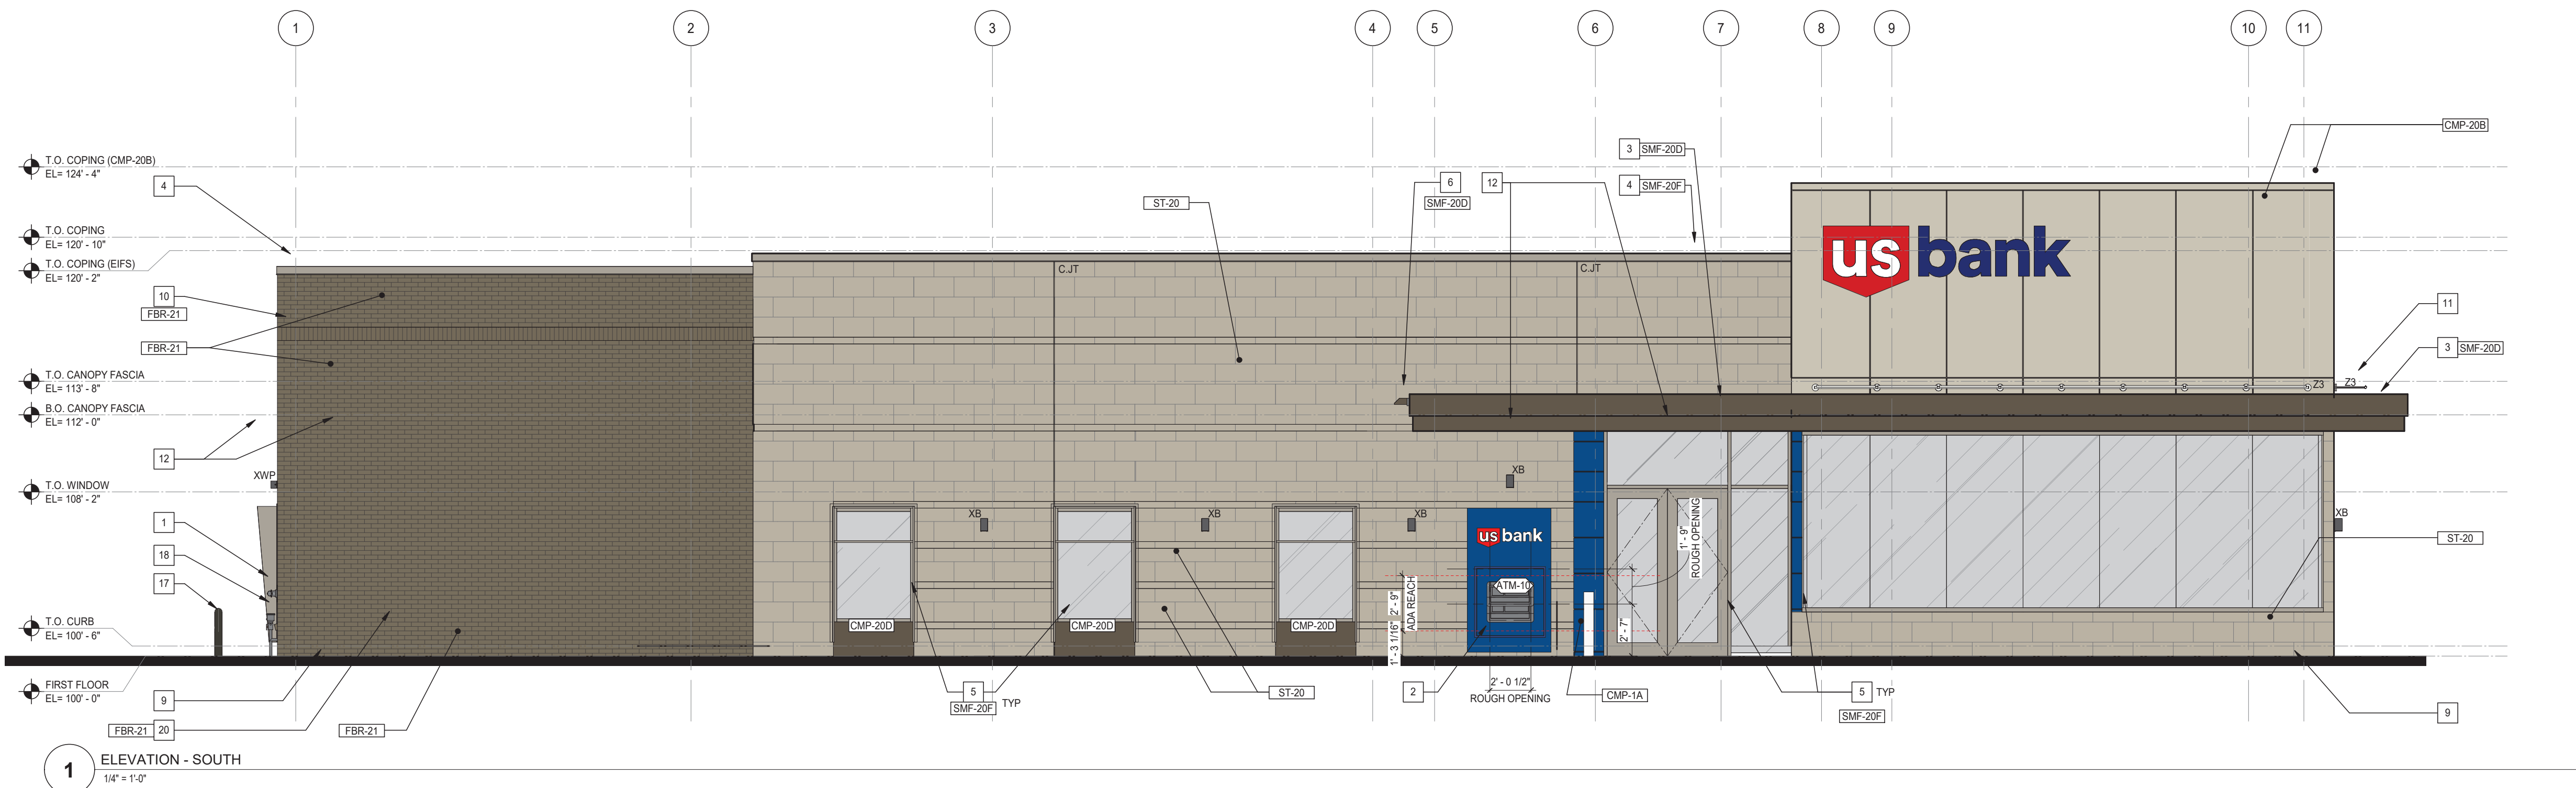 1 2 3 4 5 6 7 8 9 10 11
CMP-20B
T.O. COPING (CMP-20B)
EL= 124' - 4"
3 SMF-20D
4
6
12
4 SMF-20F
SMF-20D
ST-20
T.O. COPING
EL= 120' - 10"
usbank
T.O. COPING (EIFS)
EL= 120' - 2"
C.JT
C.JT
10
FBR-21
11
FBR-21
3 SMF-20D
T.O. CANOPY FASCIA
EL= 113' - 8"
Z3 Z3
B.O. CANOPY FASCIA
EL= 112' - 0"
12
XWP
XB
T.O. WINDOW
EL= 108' - 2"
XB
XB
XB
XB
1
1' - 9"
ROUGH OPENING
usbank
ST-20
18
17
ATM-10
2' - 9"
ADA REACH
1' - 3 1/16"
2' - 7"
T.O. CURB
EL= 100' - 6"
CMP-20D
CMP-20D
CMP-20D
FIRST FLOOR
EL= 100' - 0"
9
5 TYP
SMF-20F
ST-20
2
2' - 0 1/2"
ROUGH OPENING
CMP-1A
5 TYP
SMF-20F
9
FBR-21 20
FBR-21
1
ELEVATION - SOUTH
1/4" = 1'-0"